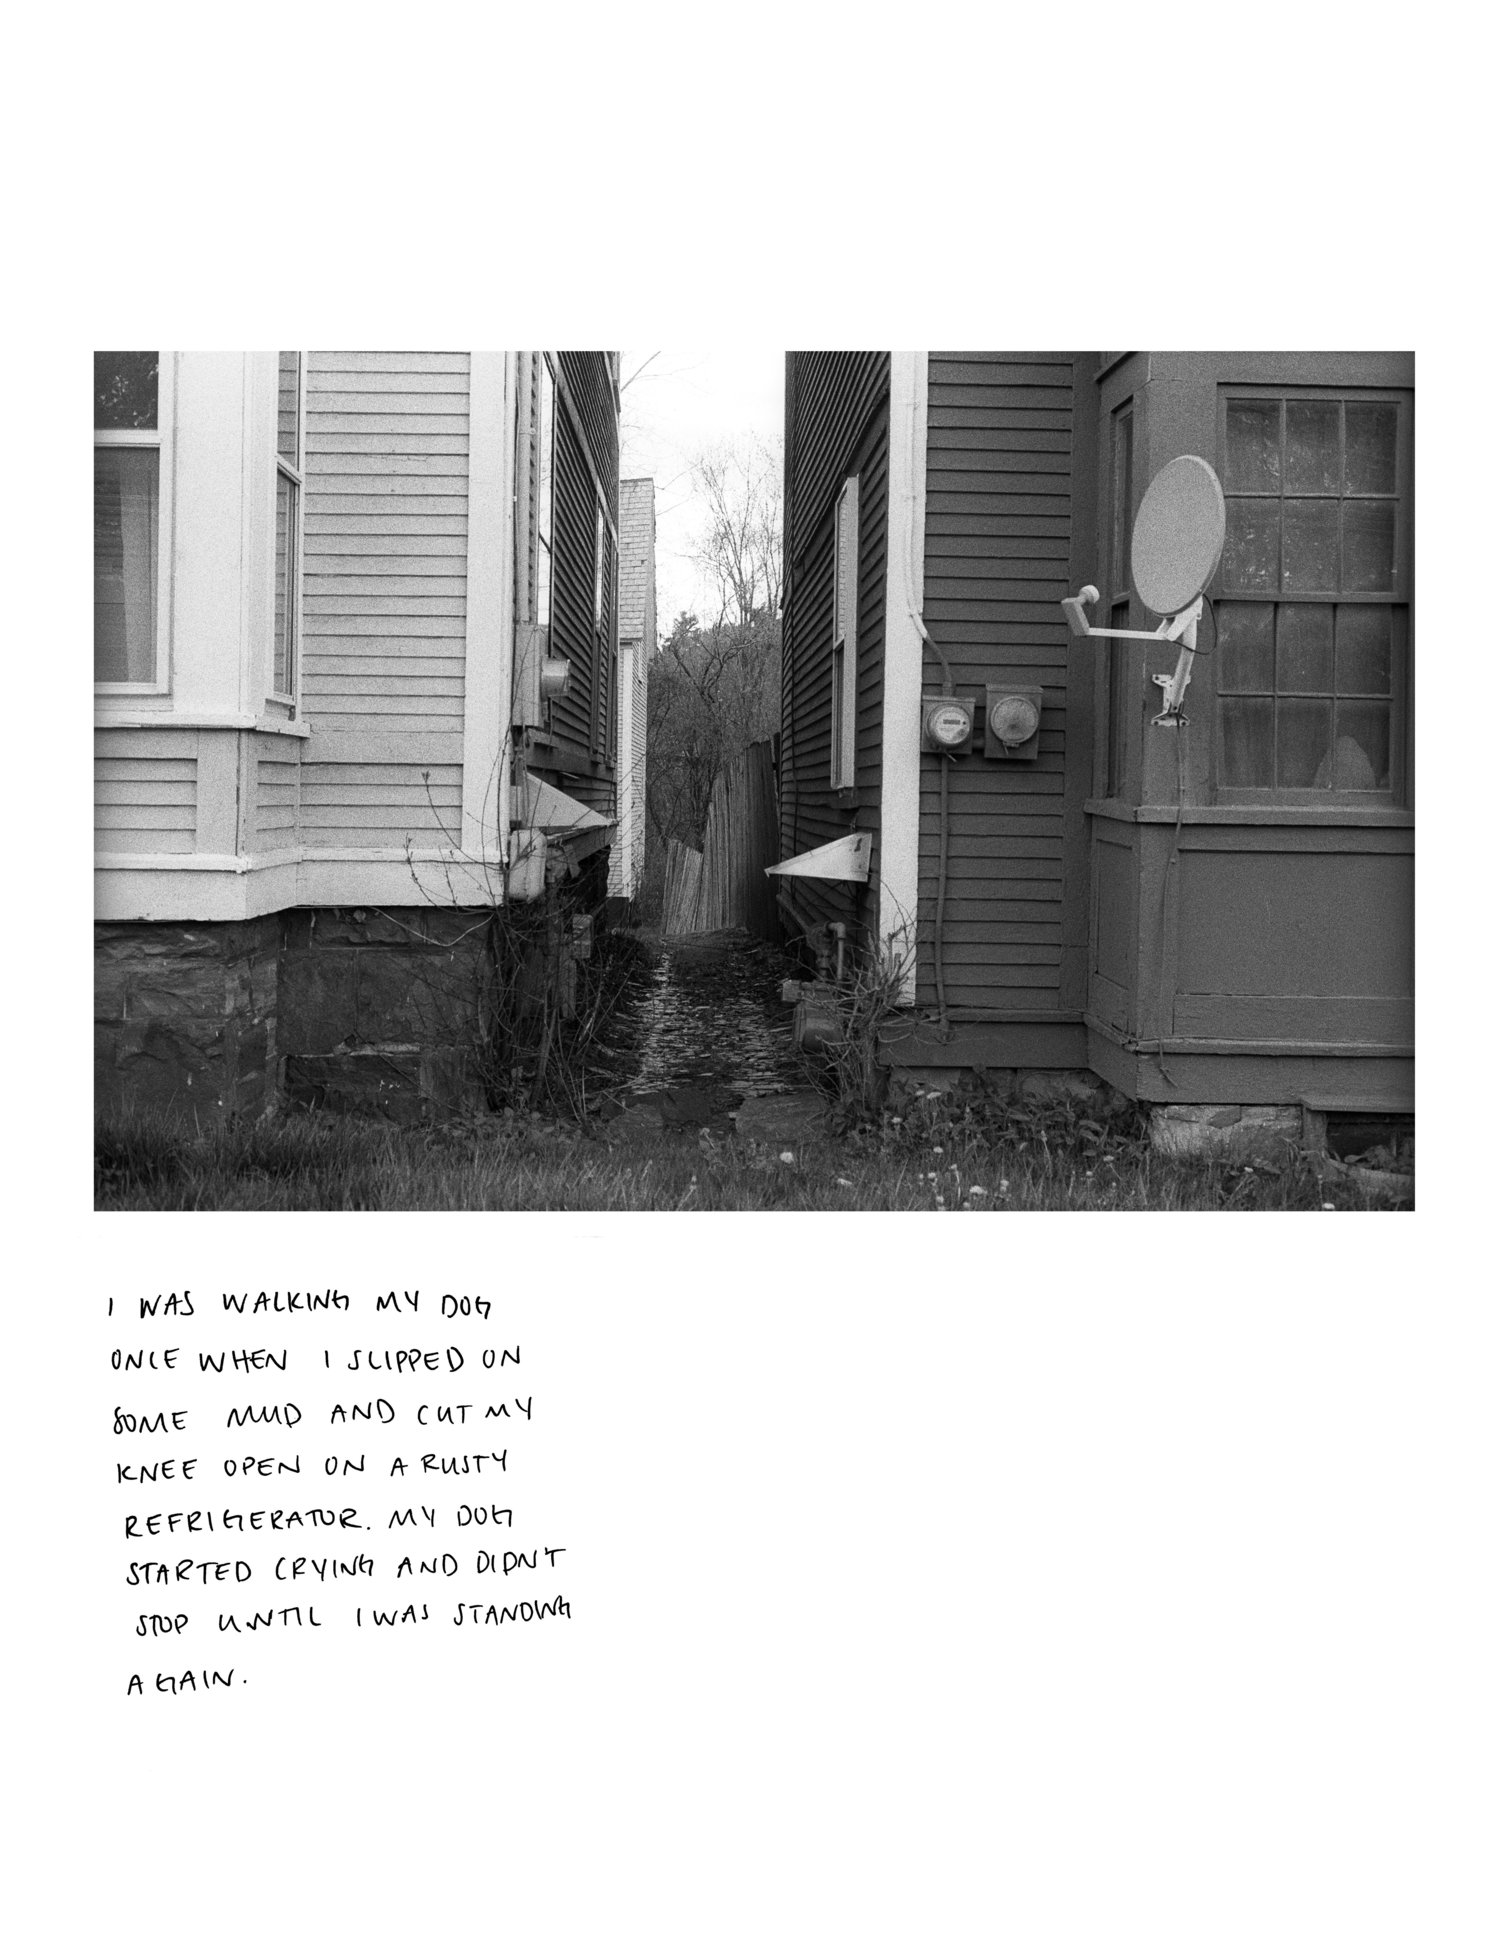 I WAS WALKING MY DOG
ONCE WHEN I SLIPPED ON
SOME MUD AND CUT MY
KNEE OPEN ON A RUSTY
REFRIGERATOR. MY DOG
STARTED CRYING AND DIDN'T
STOP UNTIL I WAS STANDING
AGAIN.